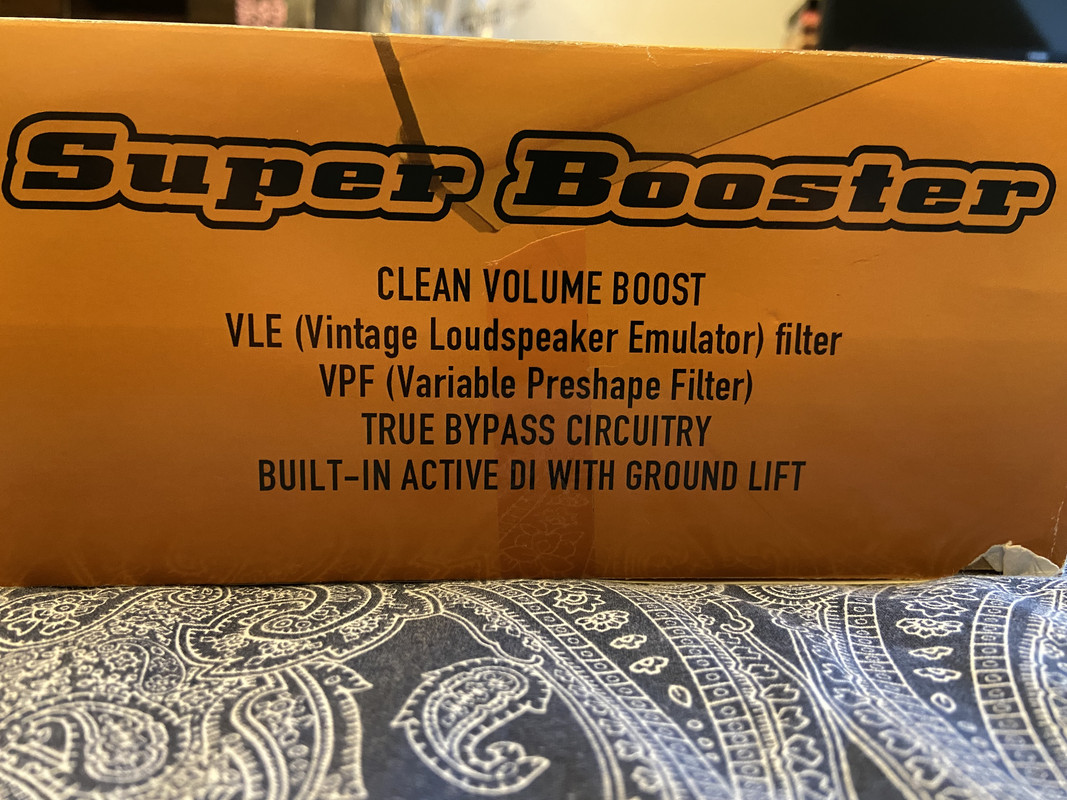 Super Booster
CLEAN VOLUME BOOST
VLE (Vintage Loudspeaker Emulator) filter
VPF (Variable Preshape Filter)
TRUE BYPASS CIRCUITRY
BUILT-IN ACTIVE DI WITH GROUND LIFT